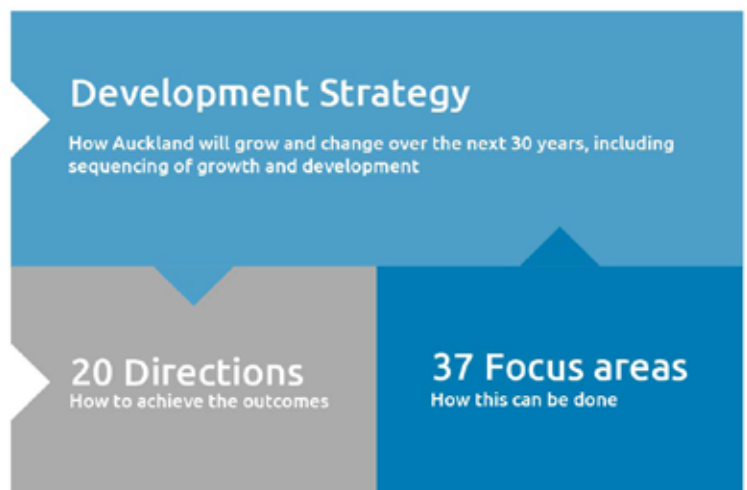 Development Strategy
How Auckland will grow and change over the next 30 years, including
sequencing of growth and development
20 Directions
How to achieve the outcomes
37 Focus areas
How this can be done